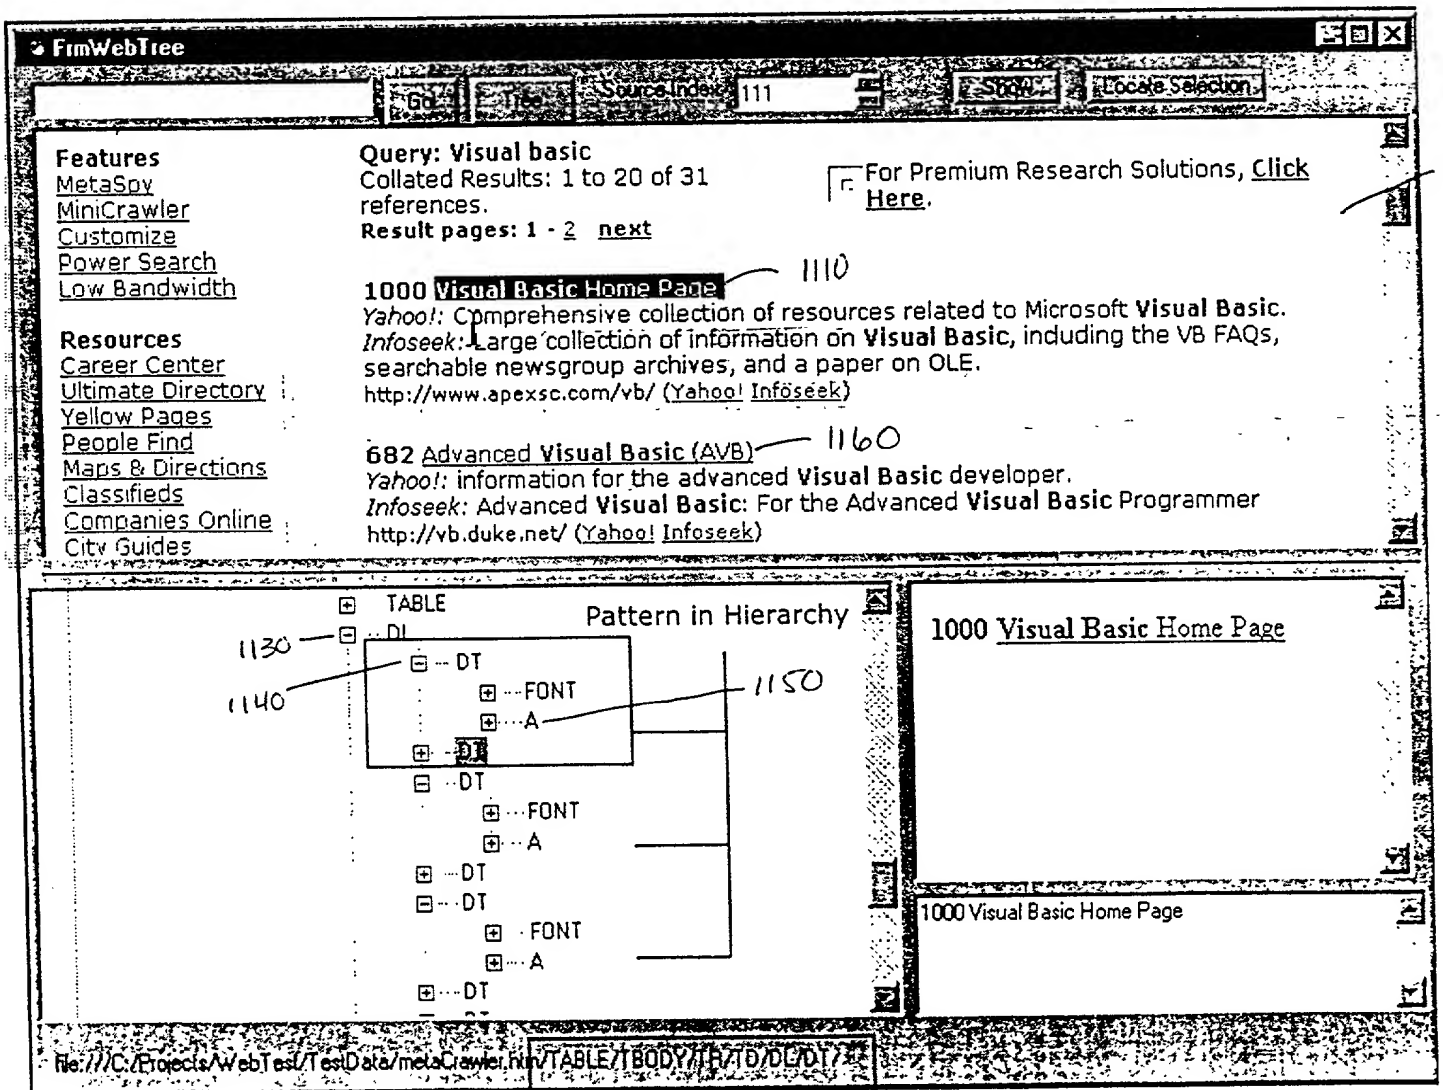 FrmWebTree
Go! Tree Source Index 111 Show Locate Selection
Features
MetaSpy
MiniCrawler
Customize
Power Search
Low Bandwidth
Resources
Career Center
Ultimate Directory
Yellow Pages
People Find
Maps & Directions
Classifieds
Companies Online
City Guides
Query: Visual basic
Collated Results: 1 to 20 of 31
references.
Result pages: 1 - 2 next
For Premium Research Solutions, Click
Here.
1000 Visual Basic Home Page 1110
Yahoo!: Comprehensive collection of resources related to Microsoft Visual Basic.
Infoseek: Large collection of information on Visual Basic, including the VB FAQs,
searchable newsgroup archives, and a paper on OLE.
http://www.apexsc.com/vb/ (Yahoo! Infoseek)
682 Advanced Visual Basic (AVB) 1160
Yahoo!: information for the advanced Visual Basic developer.
Infoseek: Advanced Visual Basic: For the Advanced Visual Basic Programmer
http://vb.duke.net/ (Yahoo! Infoseek)
TABLE
Pattern in Hierarchy
1130 DL
1140 DT
FONT
A 1150
DT
FONT
A
DT
DT
FONT
A
DT
1000 Visual Basic Home Page
1000 Visual Basic Home Page
file:///C:/Projects/WebTest/TestData/metaCrawler.htm/TABLE/TBODY/TR/TD/DL/DT/